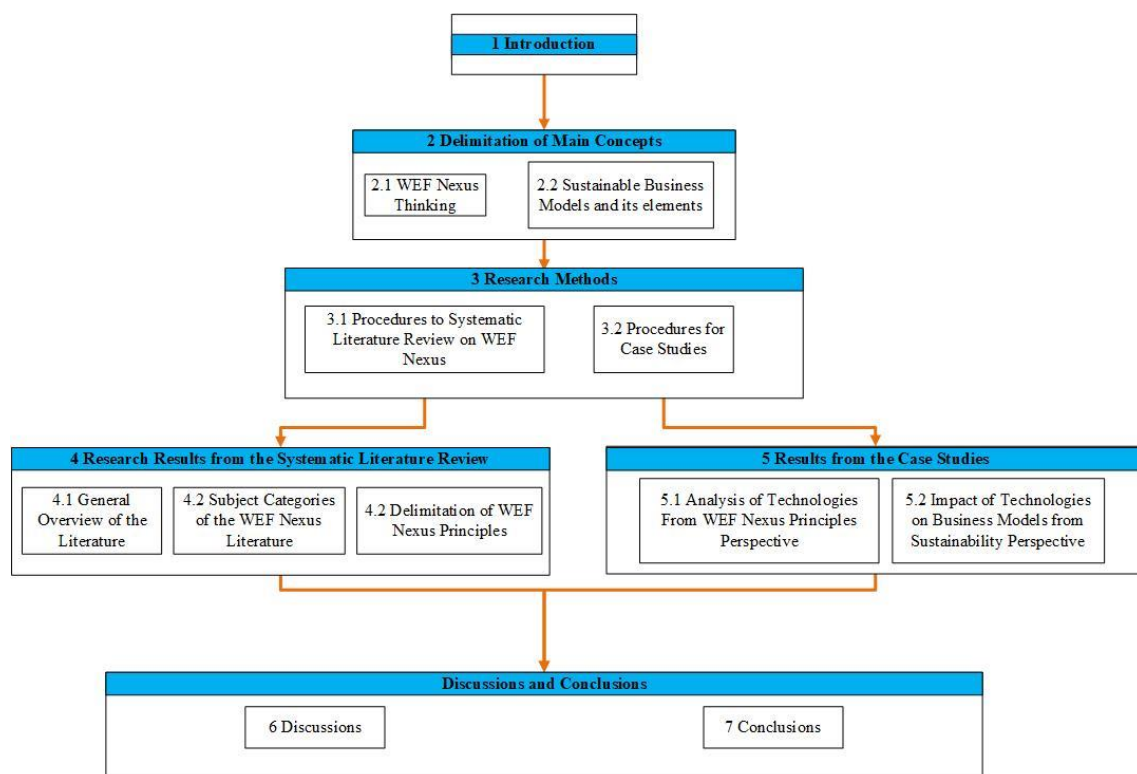 1 Introduction
2 Delimitation of Main Concepts
2.1 WEF Nexus
Thinking
2.2 Sustainable Business
Models and its elements
3 Research Methods
3.1 Procedures to Systematic
Literature Review on WEF
Nexus
3.2 Procedures for
Case Studies
4 Research Results from the Systematic Literature Review
4.1 General
Overview of the
Literature
4.2 Subject Categories
of the WEF Nexus
Literature
4.2 Delimitation of WEF
Nexus Principles
5 Results from the Case Studies
5.1 Analysis of Technologies
From WEF Nexus Principles
Perspective
5.2 Impact of Technologies
on Business Models from
Sustainability Perspective
Discussions and Conclusions
6 Discussions
7 Conclusions